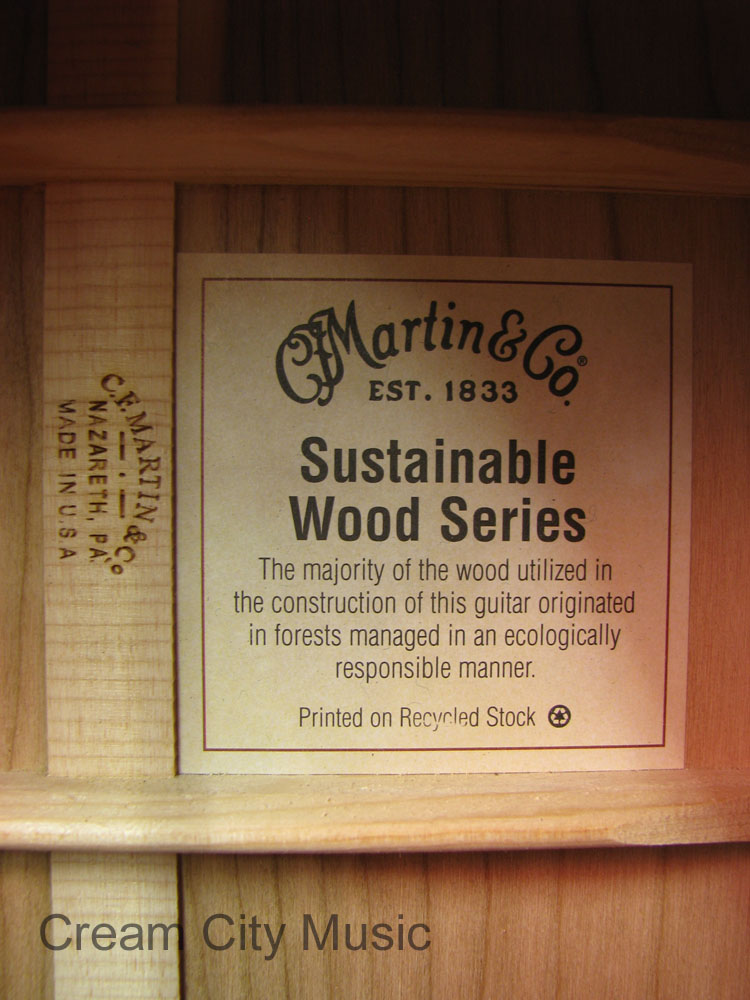 CF Martin & Co.®
EST. 1833
Sustainable
Wood Series
The majority of the wood utilized in
the construction of this guitar originated
in forests managed in an ecologically
responsible manner.
Printed on Recycled Stock
C.F. MARTIN & Co
NAZARETH, PA.
MADE IN U.S.A
Cream City Music